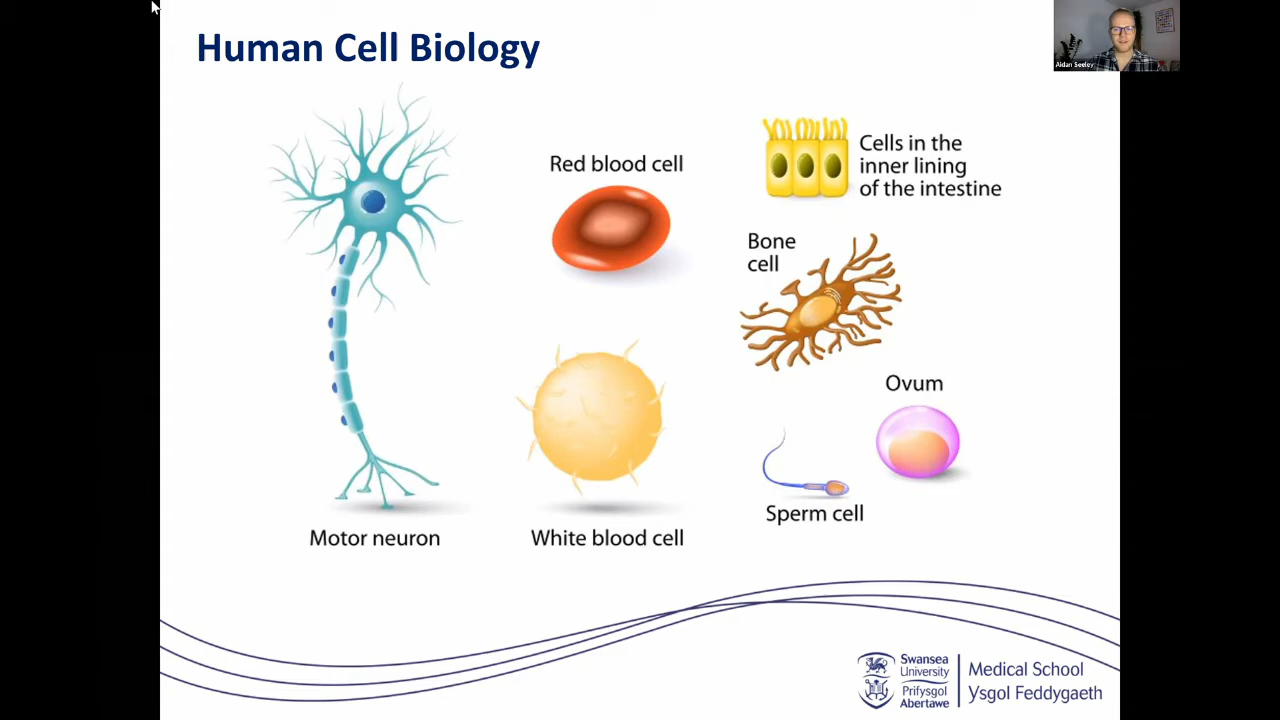 Human Cell Biology
Aidan Seeley
Red blood cell
Cells in the
inner lining
of the intestine
Bone
cell
Ovum
Sperm cell
Motor neuron
White blood cell
Swansea
University
Prifysgol
Abertawe
Medical School
Ysgol Feddygaeth